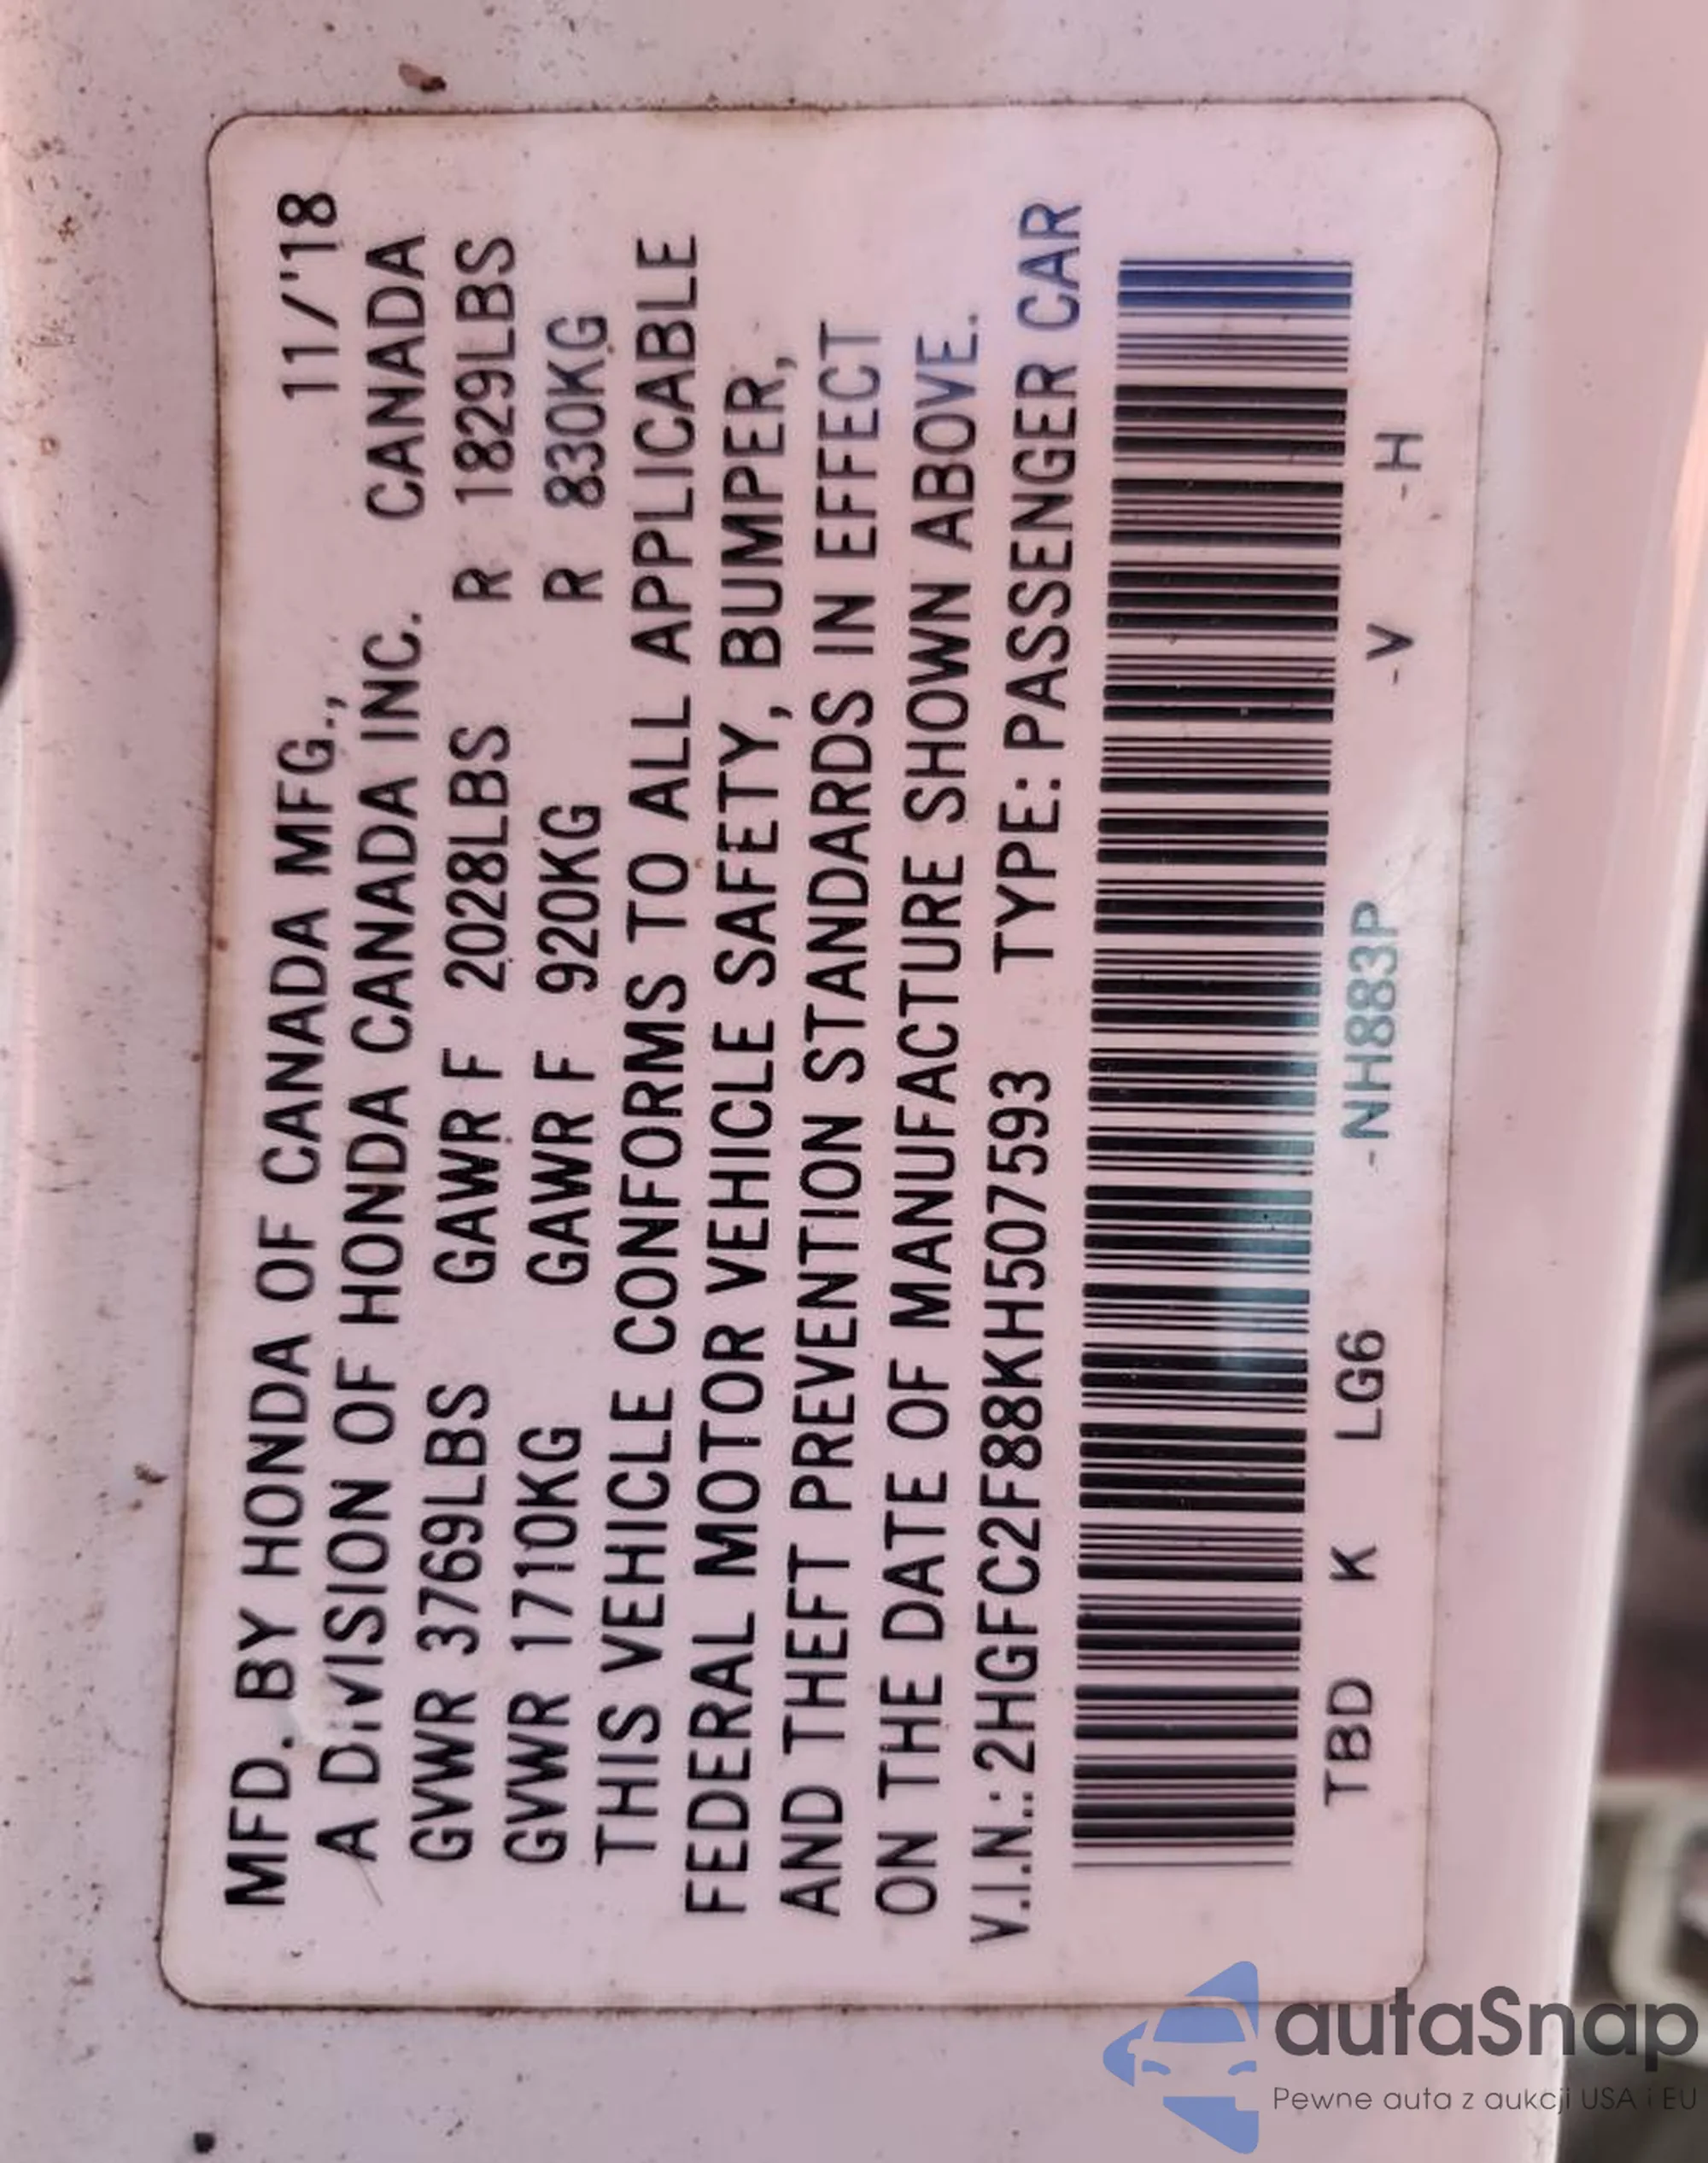 MFD. BY HONDA OF CANADA MFG., 11/'18
A DIVISION OF HONDA CANADA INC. CANADA
GVWR 3769LBS GAWR F 2028LBS R 1829LBS
GVWR 1710KG GAWR F 920KG R 830KG
THIS VEHICLE CONFORMS TO ALL APPLICABLE
FEDERAL MOTOR VEHICLE SAFETY, BUMPER,
AND THEFT PREVENTION STANDARDS IN EFFECT
ON THE DATE OF MANUFACTURE SHOWN ABOVE.
V.I.N.: 2HGFC2F88KH507593 TYPE: PASSENGER CAR
TBD K LG6 -NH883P -V -H
autaSnap
Pewne auta z aukcji USA i EU